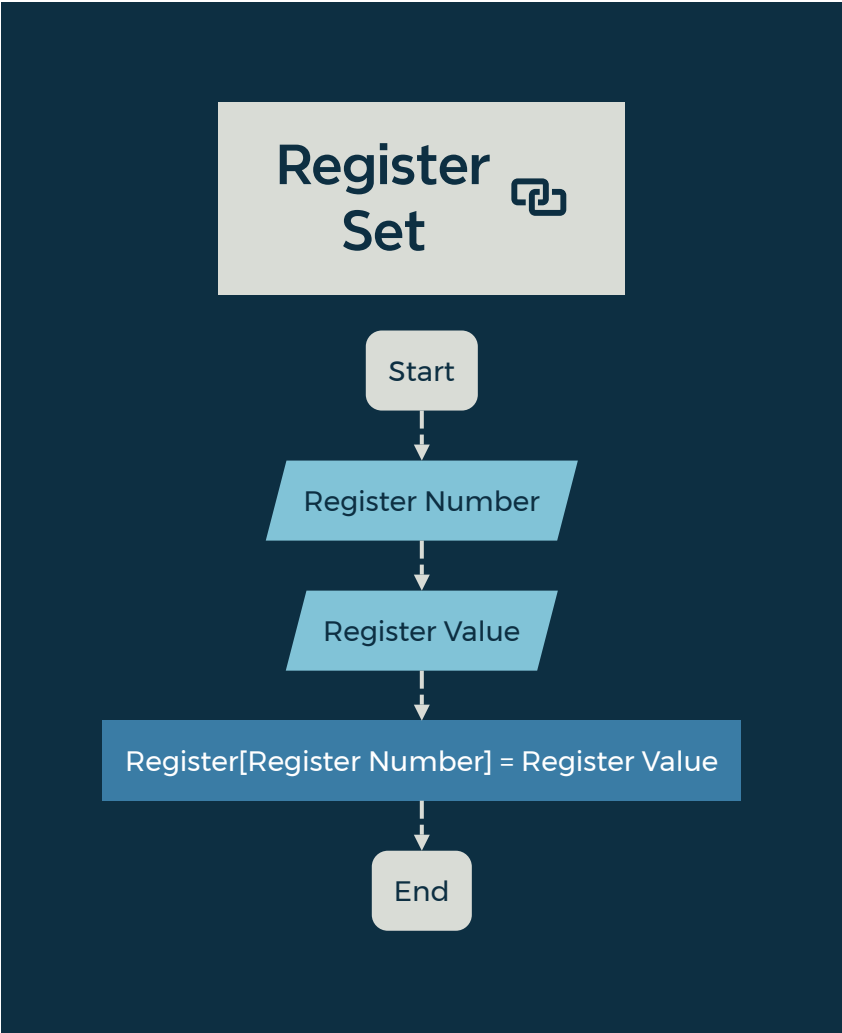 Register
Set
Start
Register Number
Register Value
Register[Register Number] = Register Value
End